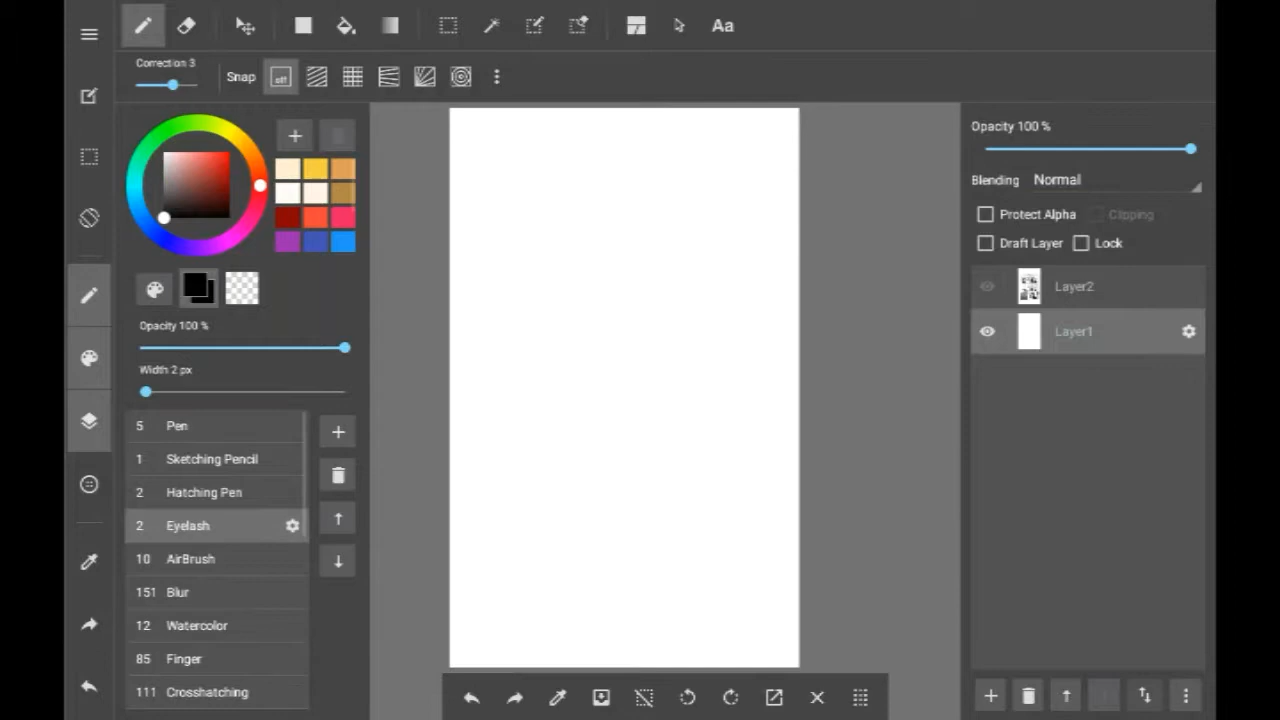 Aa
Correction 3
Snap
off
Opacity 100 %
Blending Normal
Protect Alpha Clipping
Draft Layer Lock
Layer2
Layer1
Opacity 100 %
Width 2 px
5 Pen
1 Sketching Pencil
2 Hatching Pen
2 Eyelash
10 AirBrush
151 Blur
12 Watercolor
85 Finger
111 Crosshatching